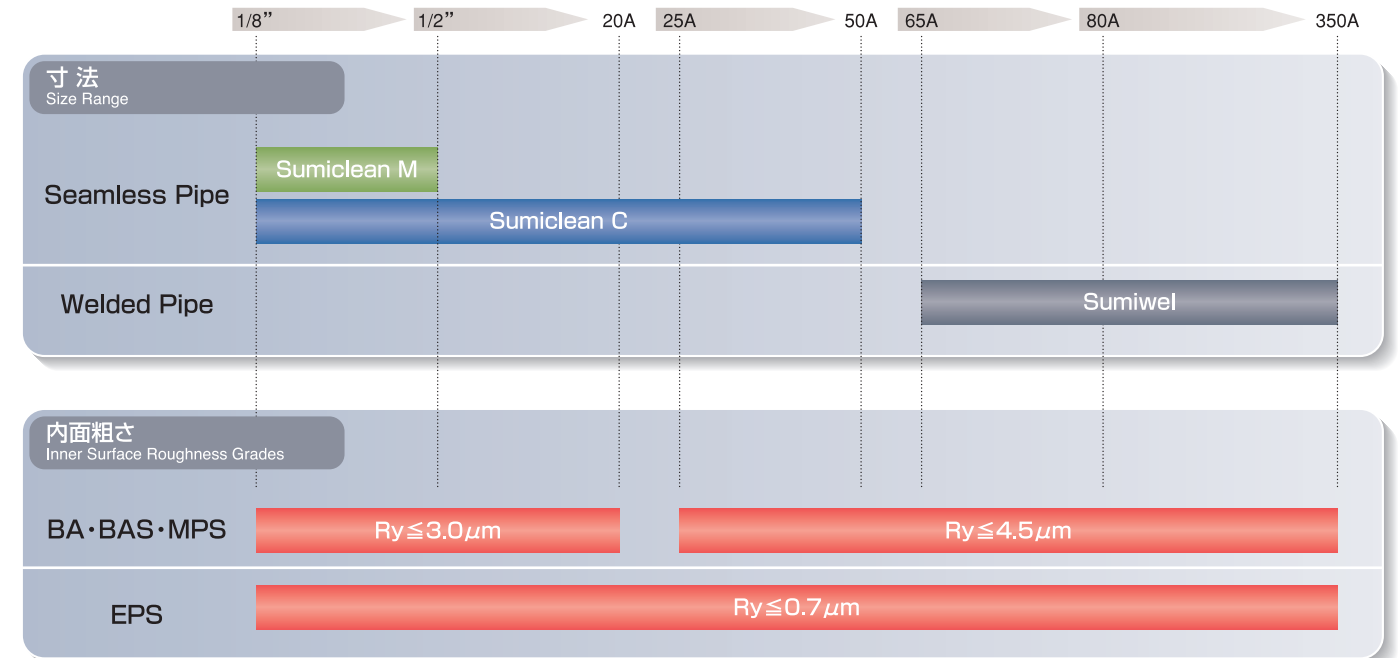 1/8” 1/2” 20A 25A 50A 65A 80A 350A
寸 法
Size Range
Seamless Pipe
Sumiclean M
Sumiclean C
Welded Pipe
Sumiwel
内面粗さ
Inner Surface Roughness Grades
BA・BAS・MPS
Ry≦3.0μm
Ry≦4.5μm
EPS
Ry≦0.7μm